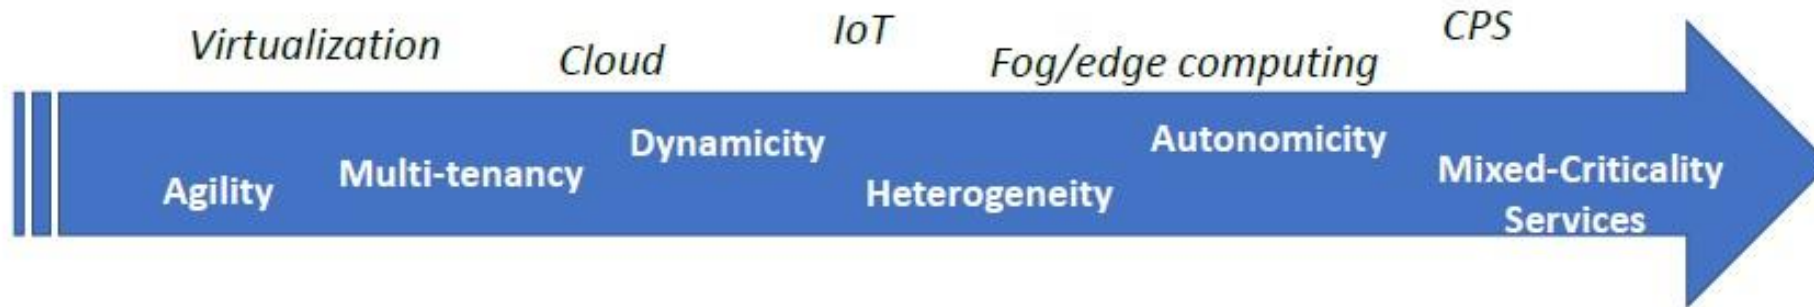 Virtualization
Cloud
IoT
Fog/edge computing
CPS
Agility
Multi-tenancy
Dynamicity
Heterogeneity
Autonomicity
Mixed-Criticality
Services